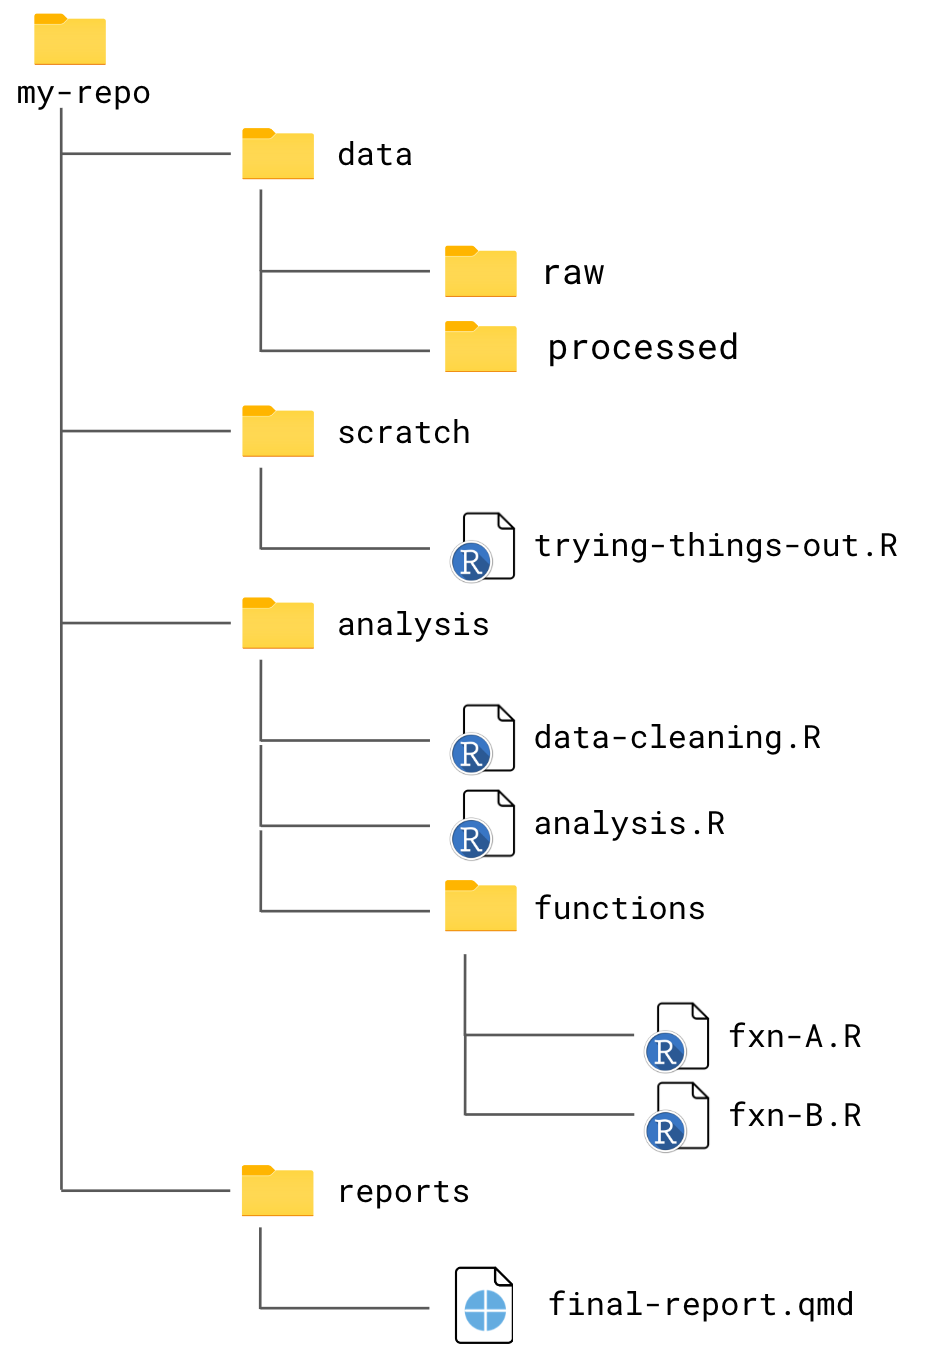 my-repo
data
raw
processed
scratch
R trying-things-out.R
analysis
R data-cleaning.R
R analysis.R
functions
R fxn-A.R
R fxn-B.R
reports
final-report.qmd